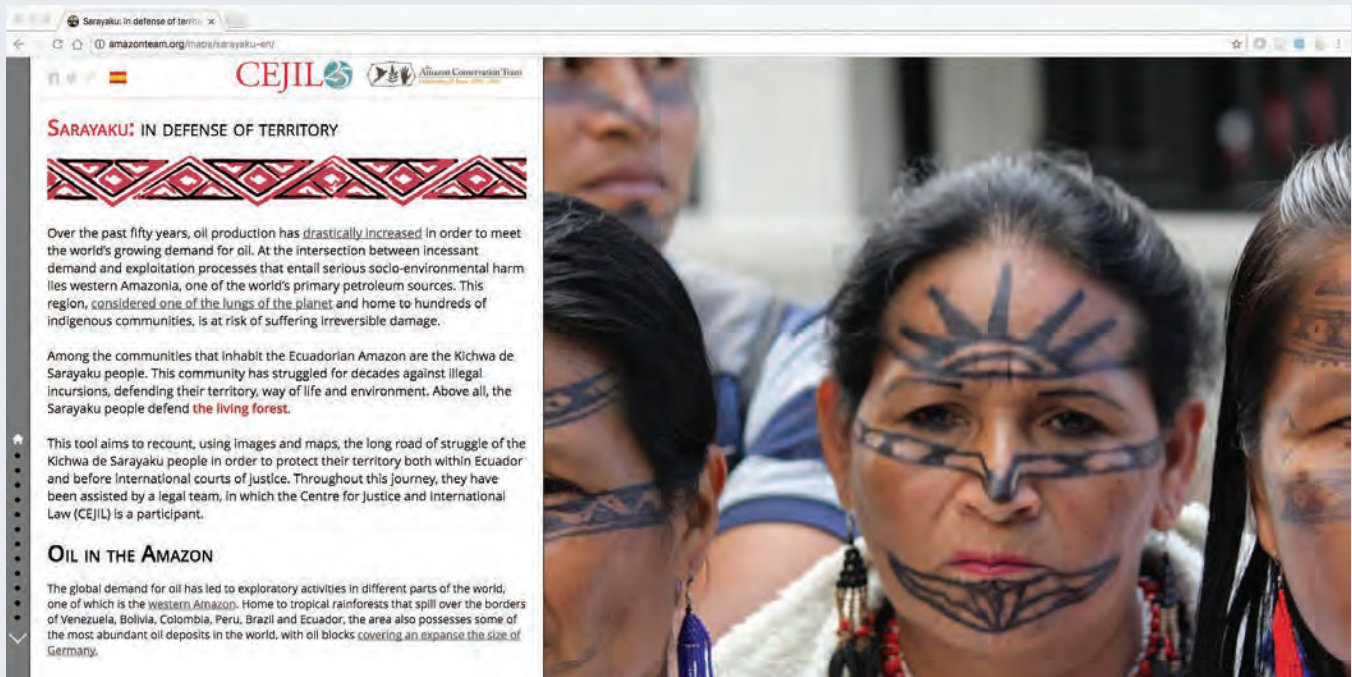 Sarayaku: in defense of territo
amazonteam.org/maps/sarayaku-en/
CEJIL 25
the Amazon Conservation Team
SARAYAKU: IN DEFENSE OF TERRITORY
Over the past fifty years, oil production has drastically increased in order to meet
the world's growing demand for oil. At the intersection between incessant
demand and exploitation processes that entail serious socio-environmental harm
lies western Amazonia, one of the world's primary petroleum sources. This
region, considered one of the lungs of the planet and home to hundreds of
indigenous communities, is at risk of suffering irreversible damage.
Among the communities that inhabit the Ecuadorian Amazon are the Kichwa de
Sarayaku people. This community has struggled for decades against illegal
incursions, defending their territory, way of life and environment. Above all, the
Sarayaku people defend the living forest.
This tool aims to recount, using images and maps, the long road of struggle of the
Kichwa de Sarayaku people in order to protect their territory both within Ecuador
and before international courts of justice. Throughout this journey, they have
been assisted by a legal team, in which the Centre for Justice and International
Law (CEJIL) is a participant.
OIL IN THE AMAZON
The global demand for oil has led to exploratory activities in different parts of the world,
one of which is the western Amazon. Home to tropical rainforests that spill over the borders
of Venezuela, Bolivia, Colombia, Peru, Brazil and Ecuador, the area also possesses some of
the most abundant oil deposits in the world, with oil blocks covering an expanse the size of
Germany.